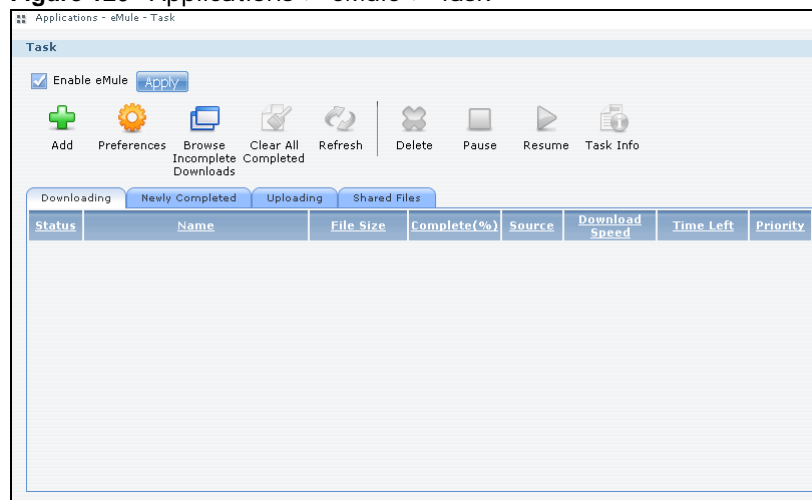 Applications - eMule - Task
Task
Enable eMule Apply
Add Preferences Browse Incomplete Downloads Clear All Completed Refresh Delete Pause Resume Task Info
Downloading Newly Completed Uploading Shared Files
Status Name File Size Complete(%) Source Download Speed Time Left Priority